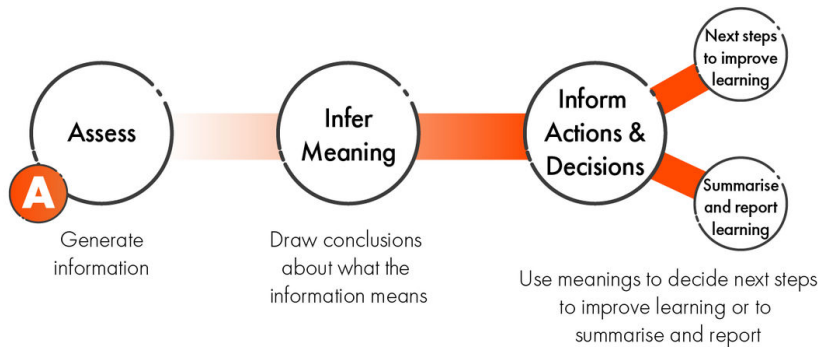 Assess
A
Generate
information
Infer
Meaning
Draw conclusions
about what the
information means
Inform
Actions &
Decisions
Use meanings to decide next steps
to improve learning or to
summarise and report
Next steps
to improve
learning
Summarise
and report
learning